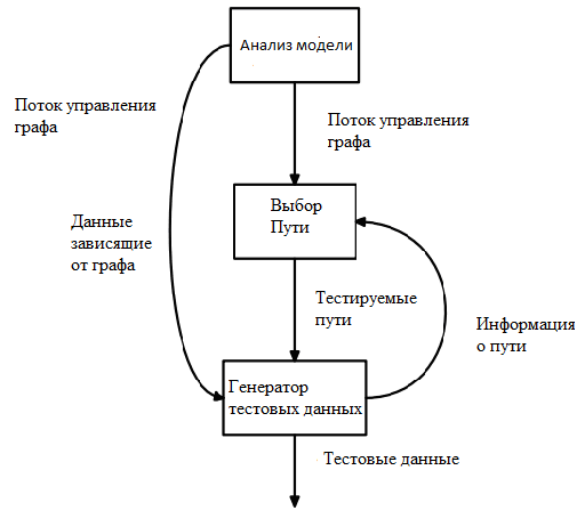 Анализ модели
Поток управления
графа
Поток управления
графа
Выбор
Пути
Данные
зависящие
от графа
Тестируемые
пути
Информация
о пути
Генератор
тестовых данных
Тестовые данные